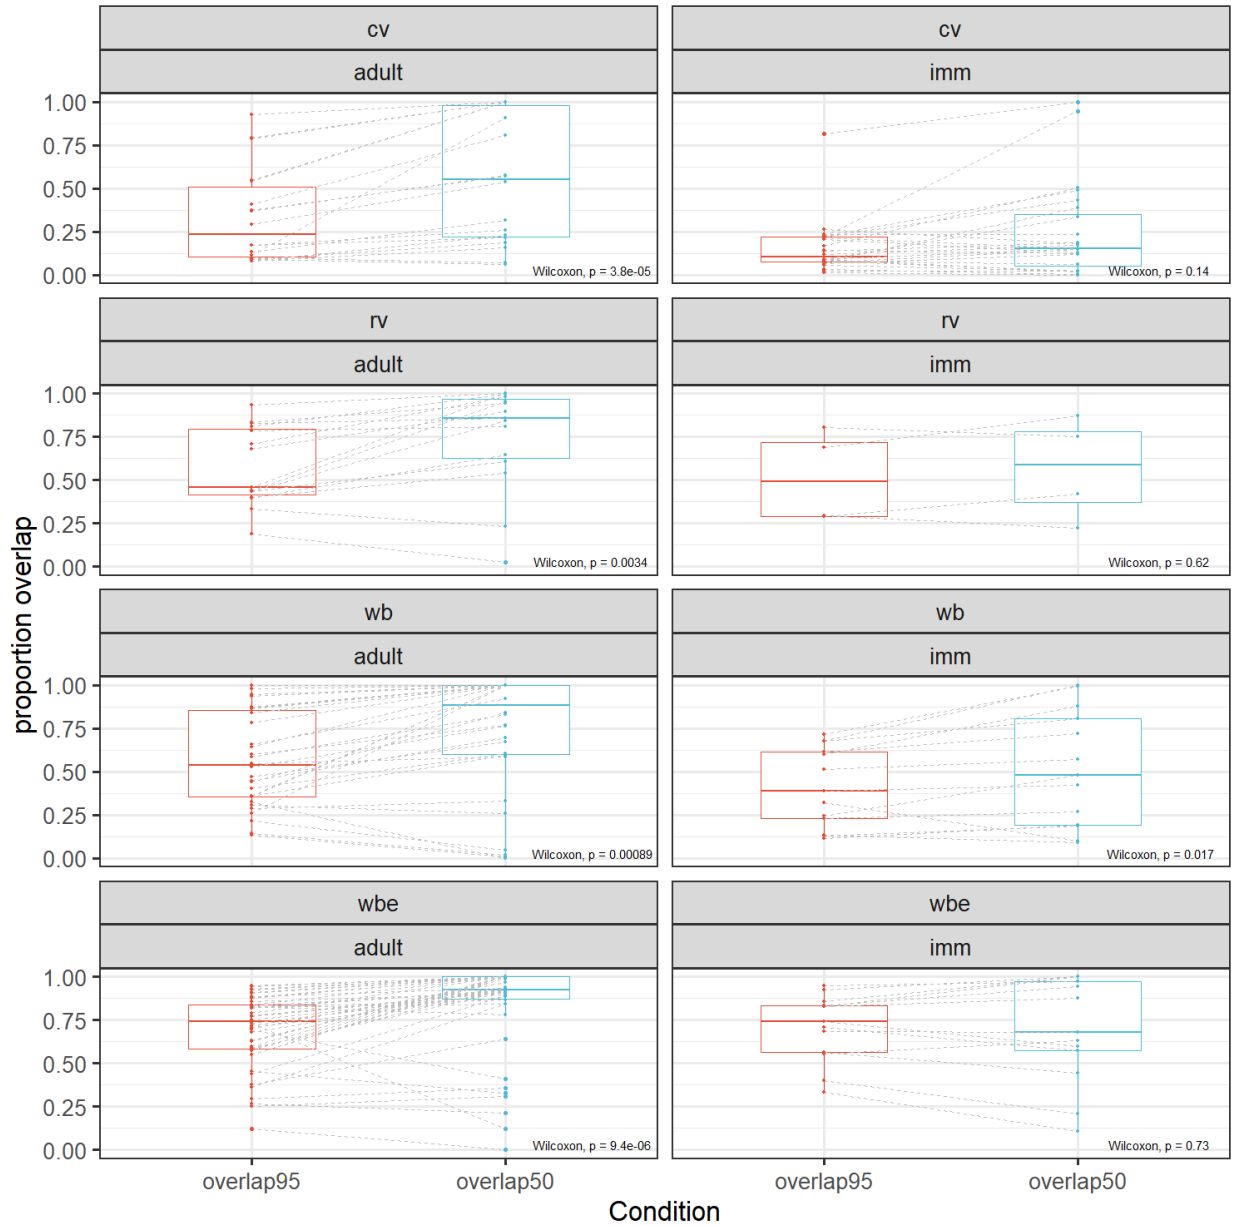 cv
cv
adult
imm
1.00
0.75
0.50
0.25
0.00
Wilcoxon, p = 3.8e-05
Wilcoxon, p = 0.14
rv
rv
adult
imm
1.00
0.75
0.50
0.25
0.00
Wilcoxon, p = 0.0034
Wilcoxon, p = 0.62
proportion overlap
wb
wb
adult
imm
1.00
0.75
0.50
0.25
0.00
Wilcoxon, p = 0.00089
Wilcoxon, p = 0.017
wbe
wbe
adult
imm
1.00
0.75
0.50
0.25
0.00
Wilcoxon, p = 9.4e-06
Wilcoxon, p = 0.73
overlap95
overlap50
overlap95
overlap50
Condition